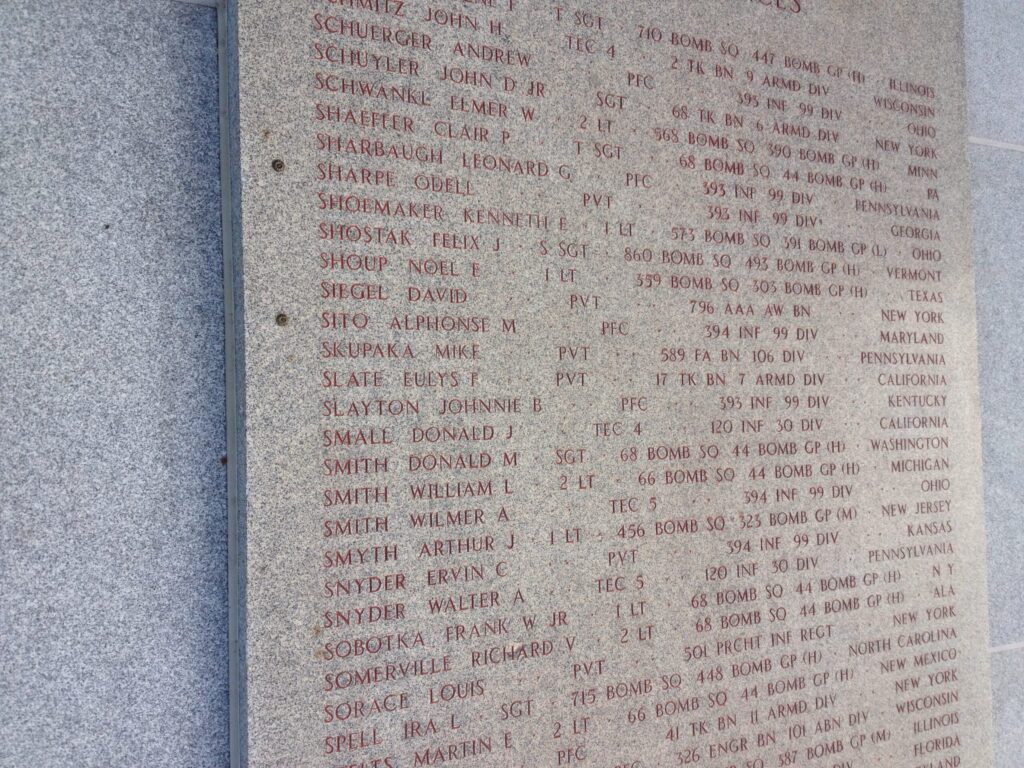 T SGT · 710 BOMB SQ 447 BOMB GP (H) · ILLINOIS
SCHMITZ JOHN H · TEC 4 · 2 TK BN 9 ARMD DIV · WISCONSIN
SCHUERGER ANDREW · PFC · 395 INF 99 DIV · OHIO
SCHUYLER JOHN D JR · SGT · 68 TK BN 6 ARMD DIV · NEW YORK
SCHWANKL ELMER W · 2 LT · 568 BOMB SQ 390 BOMB GP (H) · MINN
SHAEFFER CLAIR P · T SGT · 68 BOMB SQ 44 BOMB GP (H) · PA
SHARBAUGH LEONARD G · PFC · 393 INF 99 DIV · PENNSYLVANIA
SHARPE ODELL · PVT · 393 INF 99 DIV · GEORGIA
SHOEMAKER KENNETH E · 1 LT · 573 BOMB SQ 391 BOMB GP (L) · OHIO
SITOSTAK FELIX J · S SGT · 860 BOMB SQ 493 BOMB GP (H) · VERMONT
SHOUP NOEL E · 1 LT · 359 BOMB SQ 303 BOMB GP (H) · TEXAS
SIEGEL DAVID · PVT · 796 AAA AW BN · NEW YORK
SITO ALPHONSE M · PFC · 394 INF 99 DIV · MARYLAND
SKUPAKA MIKE · PVT · 589 FA BN 106 DIV · PENNSYLVANIA
SLATE EULYS F · PVT · 17 TK BN 7 ARMD DIV · CALIFORNIA
SLAYTON JOHNNIE B · PFC · 393 INF 99 DIV · KENTUCKY
SMALL DONALD J · TEC 4 · 120 INF 30 DIV · CALIFORNIA
SMITH DONALD M · SGT · 68 BOMB SQ 44 BOMB GP (H) · WASHINGTON
SMITH WILLIAM L · 2 LT · 66 BOMB SQ 44 BOMB GP (H) · MICHIGAN
SMITH WILMER A · TEC 5 · 394 INF 99 DIV · OHIO
SMYTH ARTHUR J · 1 LT · 456 BOMB SQ 323 BOMB GP (M) · NEW JERSEY
SNYDER ERVIN C · PVT · 394 INF 99 DIV · KANSAS
SNYDER WALTER A · TEC 5 · 120 INF 30 DIV · PENNSYLVANIA
SOBOTKA FRANK W JR · 1 LT · 68 BOMB SQ 44 BOMB GP (H) · N Y
SOMERVILLE RICHARD V · 2 LT · 68 BOMB SQ 44 BOMB GP (H) · ALA
SORACE LOUIS · PVT · 501 PRCHT INF REGT · NEW YORK
SPELL IRA L · SGT · 715 BOMB SQ 448 BOMB GP (H) · NORTH CAROLINA
MARTIN E · 2 LT · 66 BOMB SQ 44 BOMB GP (H) · NEW MEXICO
PFC · 41 TK BN 11 ARMD DIV · NEW YORK
326 ENGR BN 101 ABN DIV · WISCONSIN
BOMB GP (M) · ILLINOIS
FLORIDA